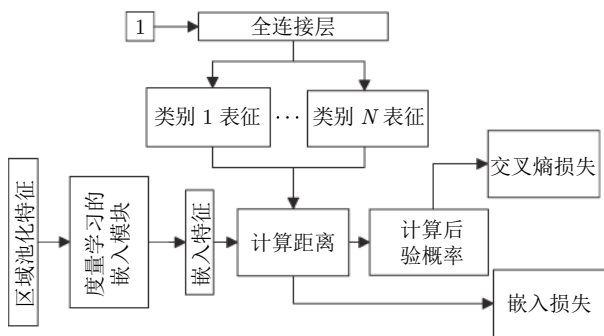 1
全连接层
类别 1 表征
···
类别 N 表征
交叉熵损失
区域池化特征
度量学习的
嵌入模块
嵌入特征
计算距离
计算后
验概率
嵌入损失